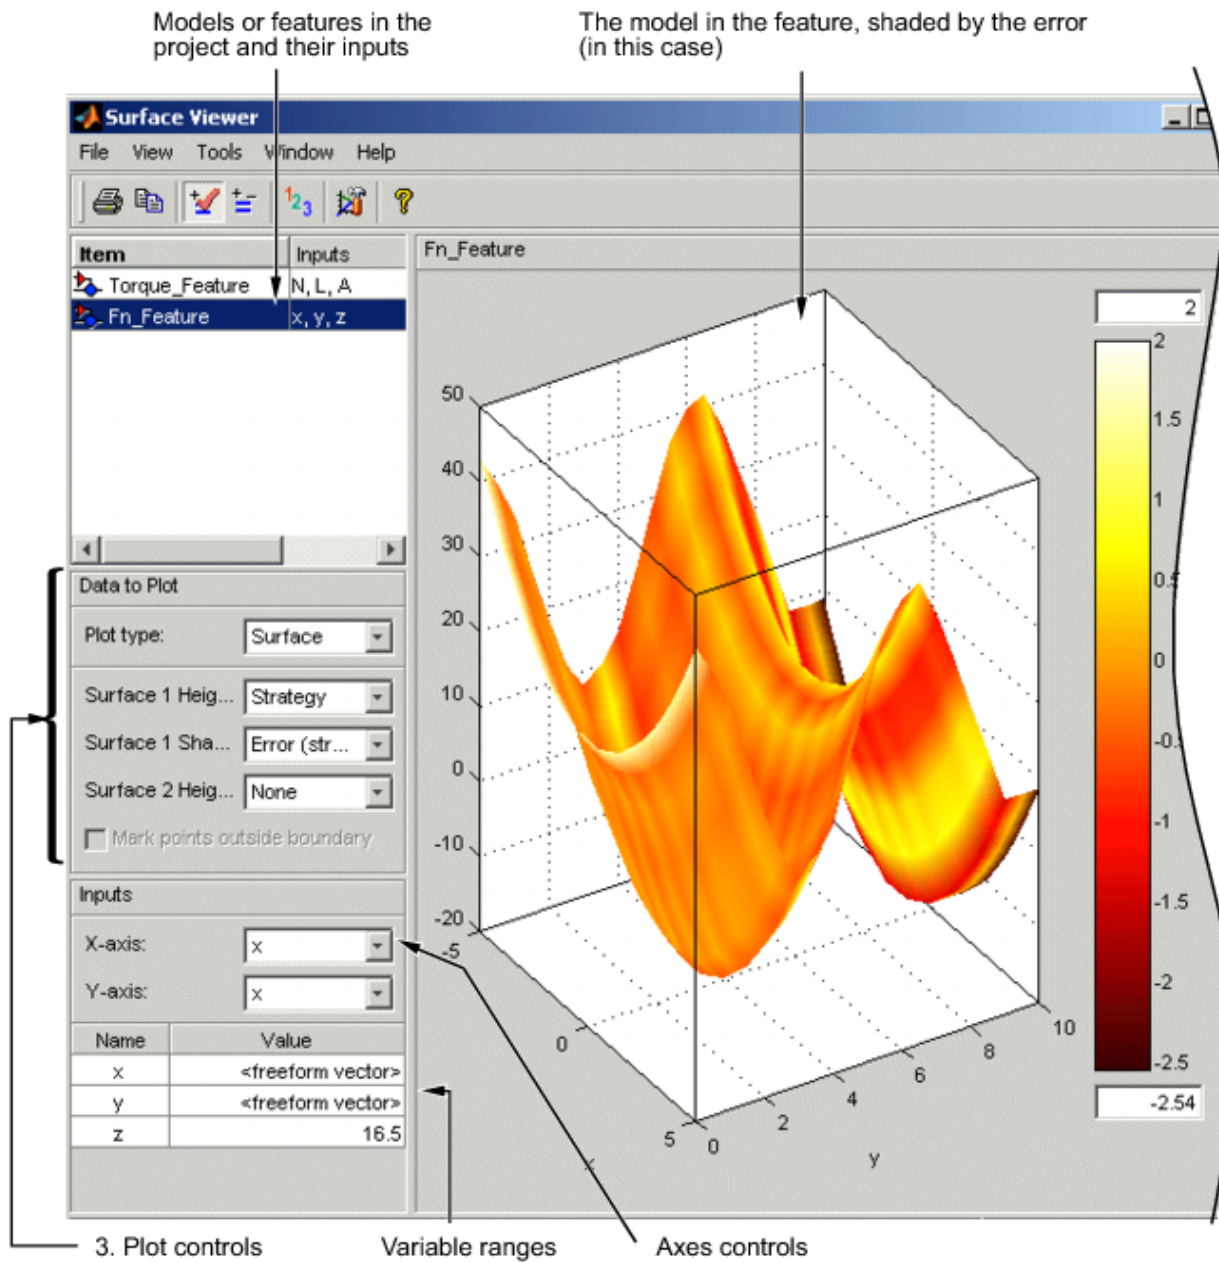 Models or features in the
project and their inputs
The model in the feature, shaded by the error
(in this case)
Surface Viewer
File View Tools Window Help
123
?
Item Inputs
Torque_Feature N, L, A
Fn_Feature x, y, z
Fn_Feature
2
50
40
30
20
10
0
-10
-20
-5
0
5
0
2
4
6
8
10
x
y
2
1.5
1
0.5
0
-0.5
-1
-1.5
-2
-2.5
-2.54
Data to Plot
Plot type: Surface
Surface 1 Heig... Strategy
Surface 1 Sha... Error (str...
Surface 2 Heig... None
Mark points outside boundary
Inputs
X-axis: x
Y-axis: x
Name Value
x <freeform vector>
y <freeform vector>
z 16.5
3. Plot controls
Variable ranges
Axes controls